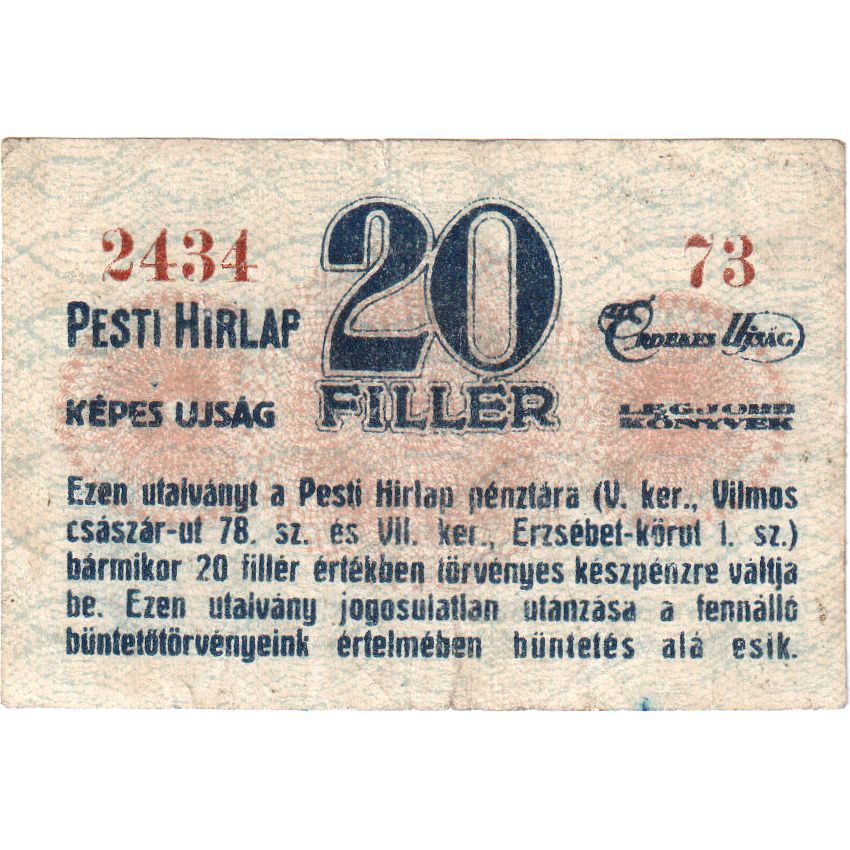 2434 20 73
PESTI HIRLAP Az Érdekes Ujság
KÉPES UJSÁG FILLÉR LEGJOBB KÖNYVEK
Ezen utalványt a Pesti Hirlap pénztára (V. ker., Vilmos
császár-ut 78. sz. és VII. ker., Erzsébet-körut 1. sz.)
bármikor 20 fillér értékben törvényes készpénzre váltja
be. Ezen utalvány jogosulatlan utánzása a fennálló
büntetőtörvényeink értelmében büntetés alá esik.